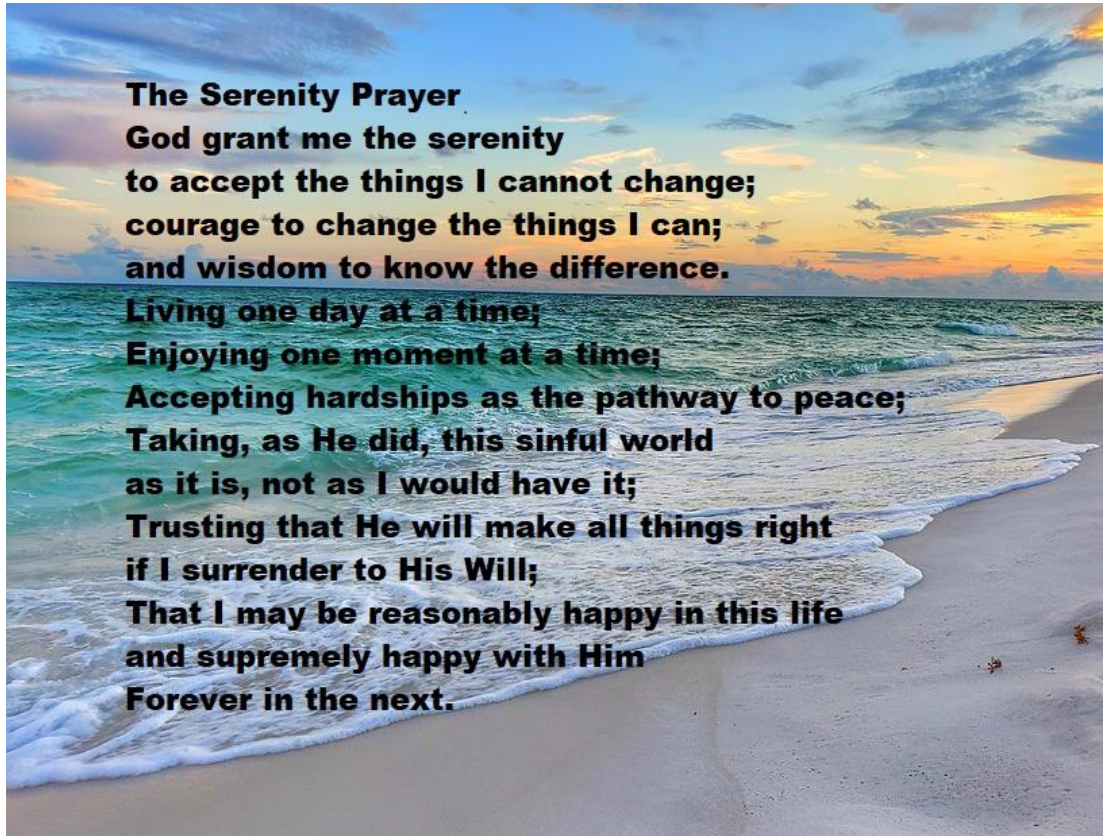 The Serenity Prayer
God grant me the serenity
to accept the things I cannot change;
courage to change the things I can;
and wisdom to know the difference.
Living one day at a time;
Enjoying one moment at a time;
Accepting hardships as the pathway to peace;
Taking, as He did, this sinful world
as it is, not as I would have it;
Trusting that He will make all things right
if I surrender to His Will;
That I may be reasonably happy in this life
and supremely happy with Him
Forever in the next.